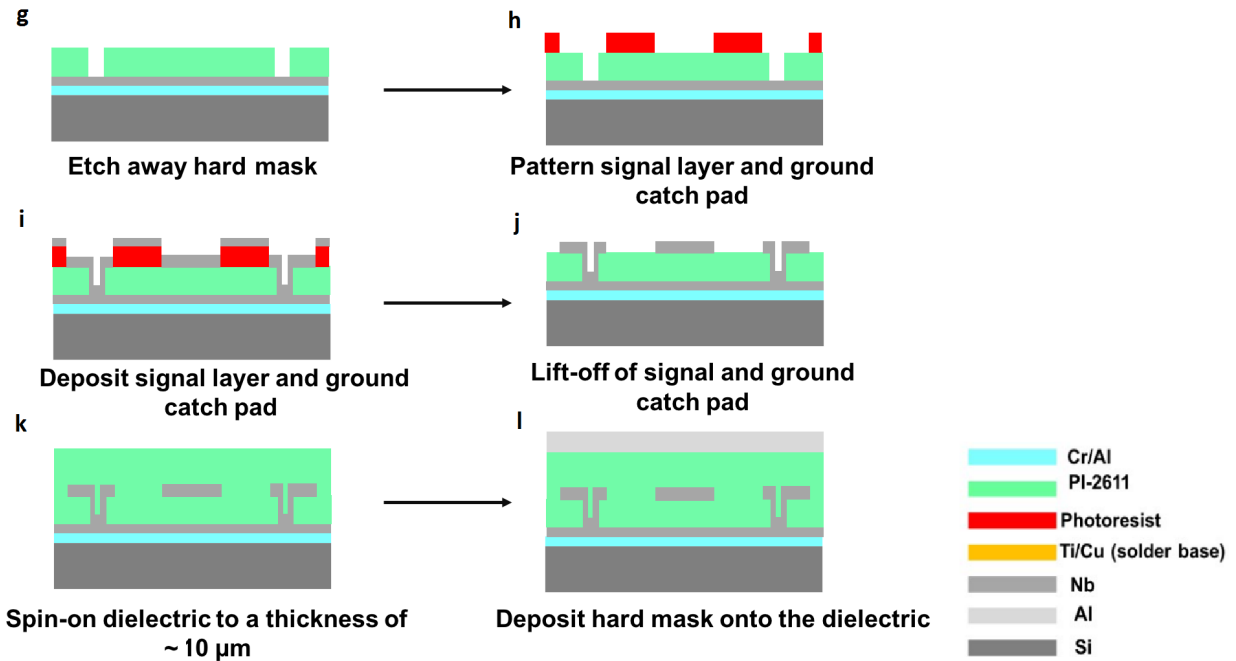 g
h
Etch away hard mask
Pattern signal layer and ground
catch pad
i
j
Deposit signal layer and ground
catch pad
Lift-off of signal and ground
catch pad
k
l
Spin-on dielectric to a thickness of
~ 10 µm
Deposit hard mask onto the dielectric
Cr/Al
PI-2611
Photoresist
Ti/Cu (solder base)
Nb
Al
Si